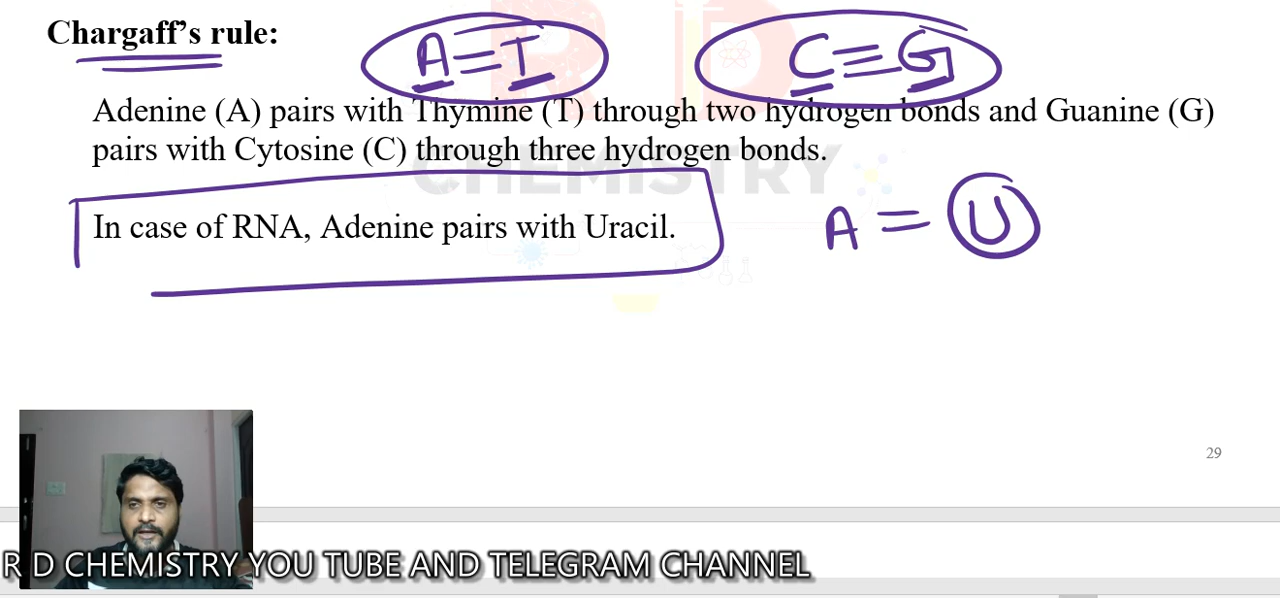 Chargaff's rule:
A=T
C≡G
Adenine (A) pairs with Thymine (T) through two hydrogen bonds and Guanine (G)
pairs with Cytosine (C) through three hydrogen bonds.
CHEMISTRY
In case of RNA, Adenine pairs with Uracil.
A = U
29
R D CHEMISTRY YOU TUBE AND TELEGRAM CHANNEL